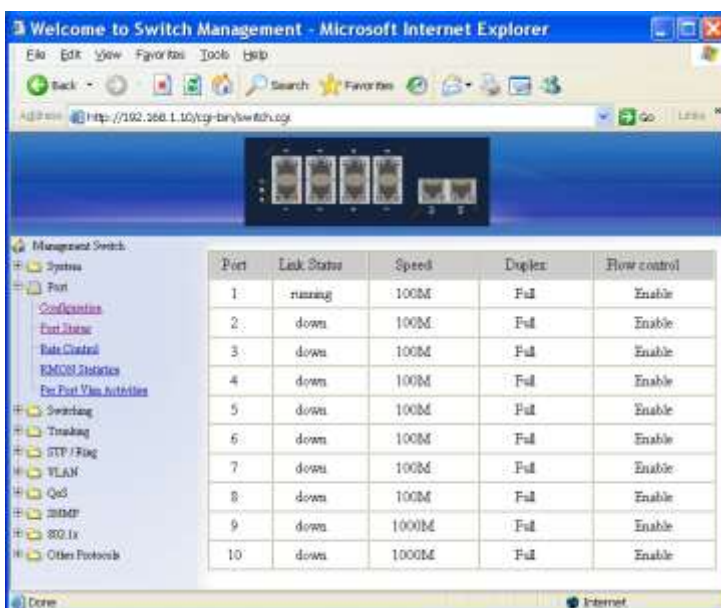 Welcome to Switch Management - Microsoft Internet Explorer
File Edit View Favorites Tools Help
Back Search Favorites
Address http://192.168.1.10/cgi-bin/switch.cgi Go Links
Management Switch
System
Port
Configuration
Port Status
Rate Control
RMON Statistics
Per Port Vlan Activities
Switching
Trunking
STP / Ring
VLAN
QoS
SNMP
802.1x
Other Protocols
Port Link Status Speed Duplex Flow control
1 running 100M Full Enable
2 down 100M Full Enable
3 down 100M Full Enable
4 down 100M Full Enable
5 down 100M Full Enable
6 down 100M Full Enable
7 down 100M Full Enable
8 down 100M Full Enable
9 down 1000M Full Enable
10 down 1000M Full Enable
Done Internet